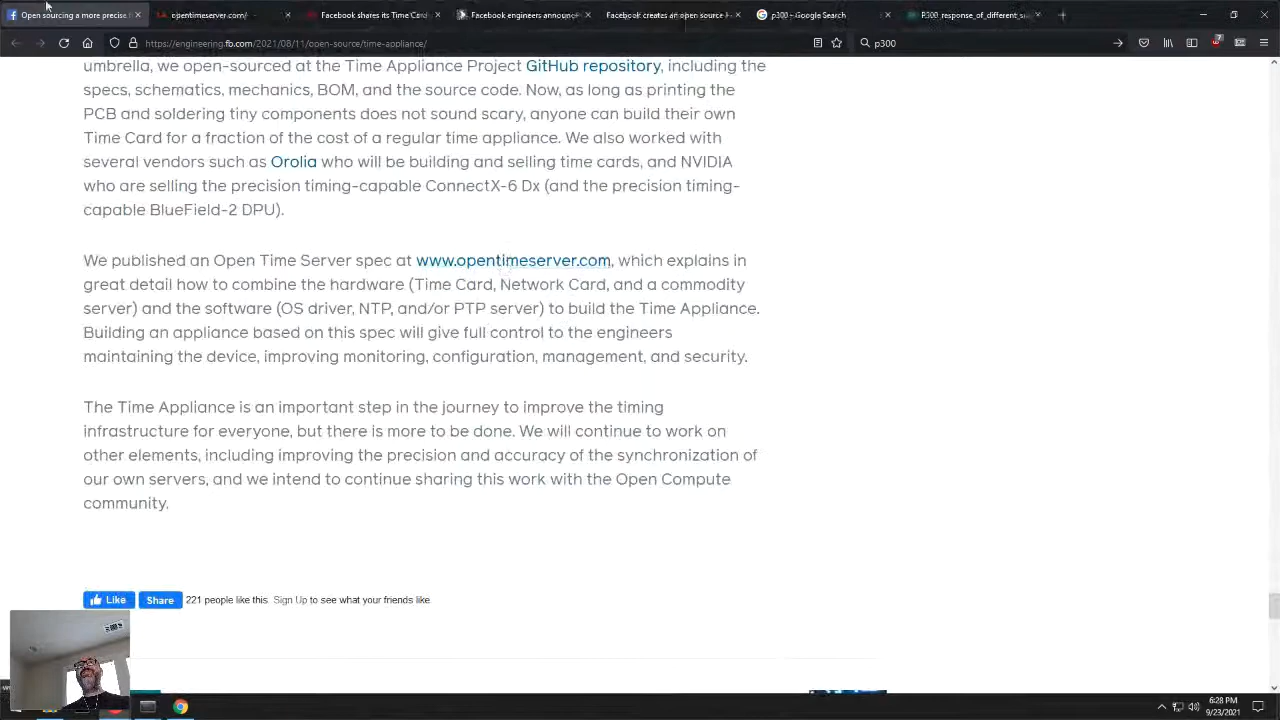 Open sourcing a more precise t
opentimeserver.com/
Facebook shares its Time Card
Facebook engineers announce
Facebook creates an open source
p300 - Google Search
P300_response_of_different_s
https://engineering.fb.com/2021/08/11/open-source/time-appliance/
p300
umbrella, we open-sourced at the Time Appliance Project GitHub repository, including the
specs, schematics, mechanics, BOM, and the source code. Now, as long as printing the
PCB and soldering tiny components does not sound scary, anyone can build their own
Time Card for a fraction of the cost of a regular time appliance. We also worked with
several vendors such as Orolia who will be building and selling time cards, and NVIDIA
who are selling the precision timing-capable ConnectX-6 Dx (and the precision timing-
capable BlueField-2 DPU).
We published an Open Time Server spec at www.opentimeserver.com, which explains in
great detail how to combine the hardware (Time Card, Network Card, and a commodity
server) and the software (OS driver, NTP, and/or PTP server) to build the Time Appliance.
Building an appliance based on this spec will give full control to the engineers
maintaining the device, improving monitoring, configuration, management, and security.
The Time Appliance is an important step in the journey to improve the timing
infrastructure for everyone, but there is more to be done. We will continue to work on
other elements, including improving the precision and accuracy of the synchronization of
our own servers, and we intend to continue sharing this work with the Open Compute
community.
Like Share 221 people like this. Sign Up to see what your friends like.
6:28 PM
9/23/2021